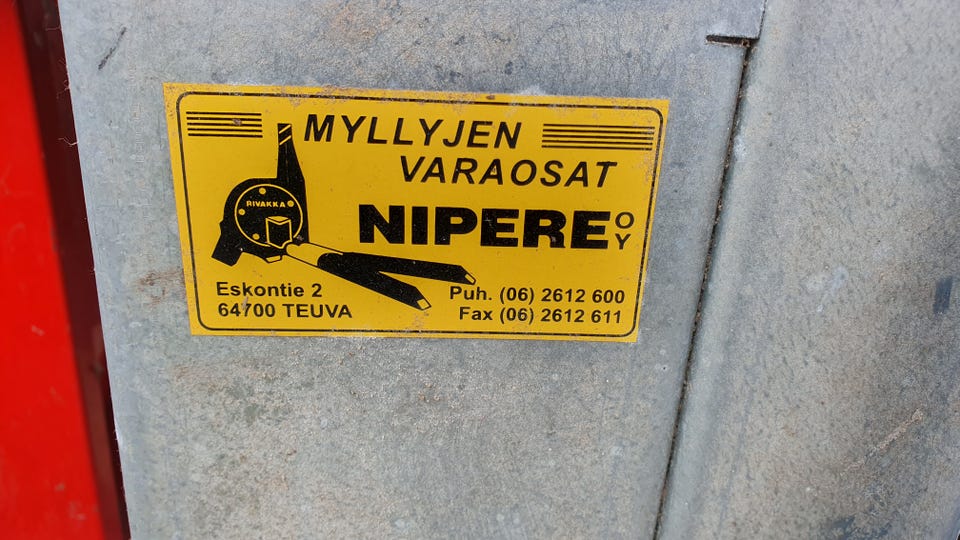 MYLLYJEN
VARAOSAT
RIVAKKA
NIPERE OY
Eskontie 2
64700 TEUVA
Puh. (06) 2612 600
Fax (06) 2612 611